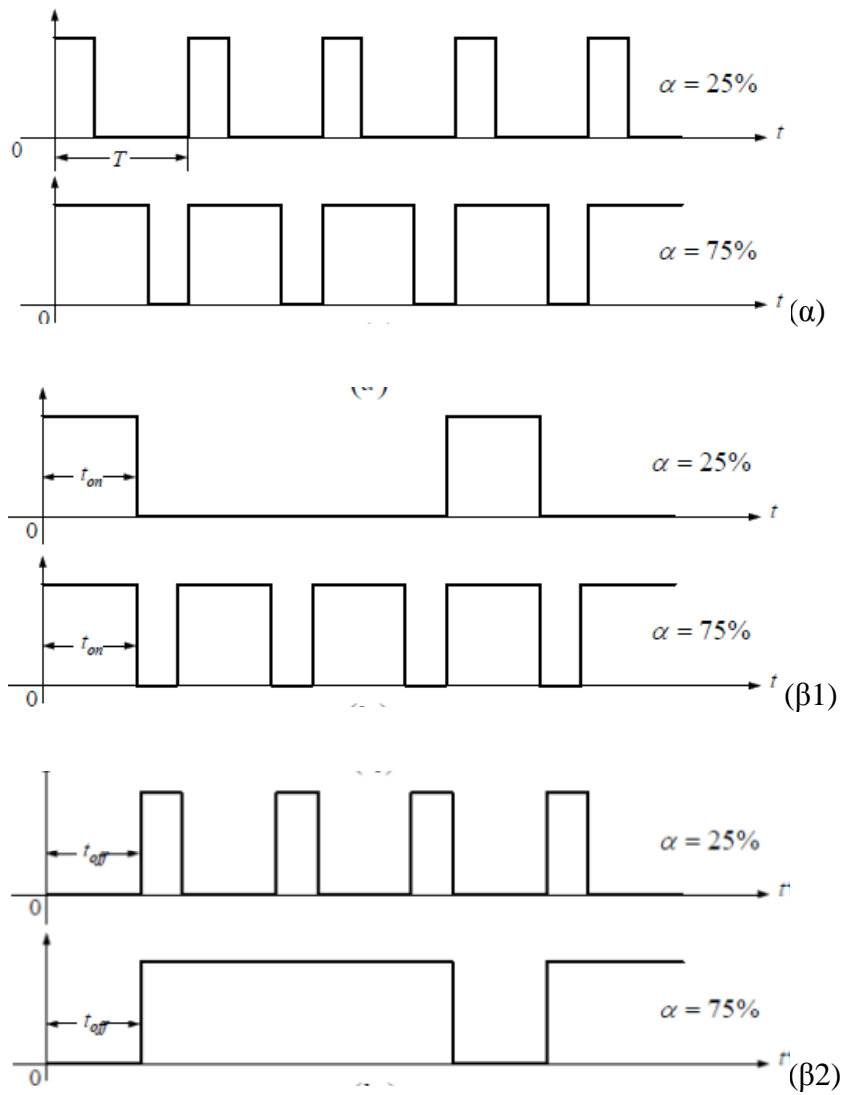 α = 25%
t
0
T
α = 75%
t
0
(α)
t_on
α = 25%
t
0
t_on
α = 75%
t
0
(β1)
t_off
α = 25%
t
0
t_off
α = 75%
t
0
(β2)